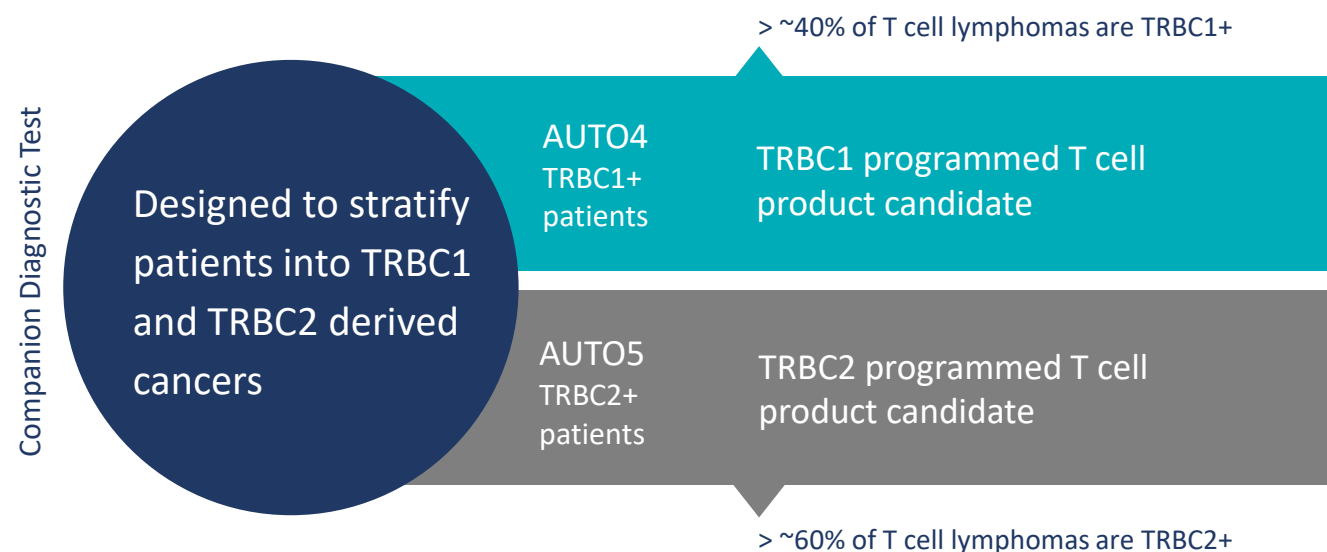 > ~40% of T cell lymphomas are TRBC1+
Companion Diagnostic Test
Designed to stratify
patients into TRBC1
and TRBC2 derived
cancers
AUTO4
TRBC1+
patients
TRBC1 programmed T cell
product candidate
AUTO5
TRBC2+
patients
TRBC2 programmed T cell
product candidate
> ~60% of T cell lymphomas are TRBC2+